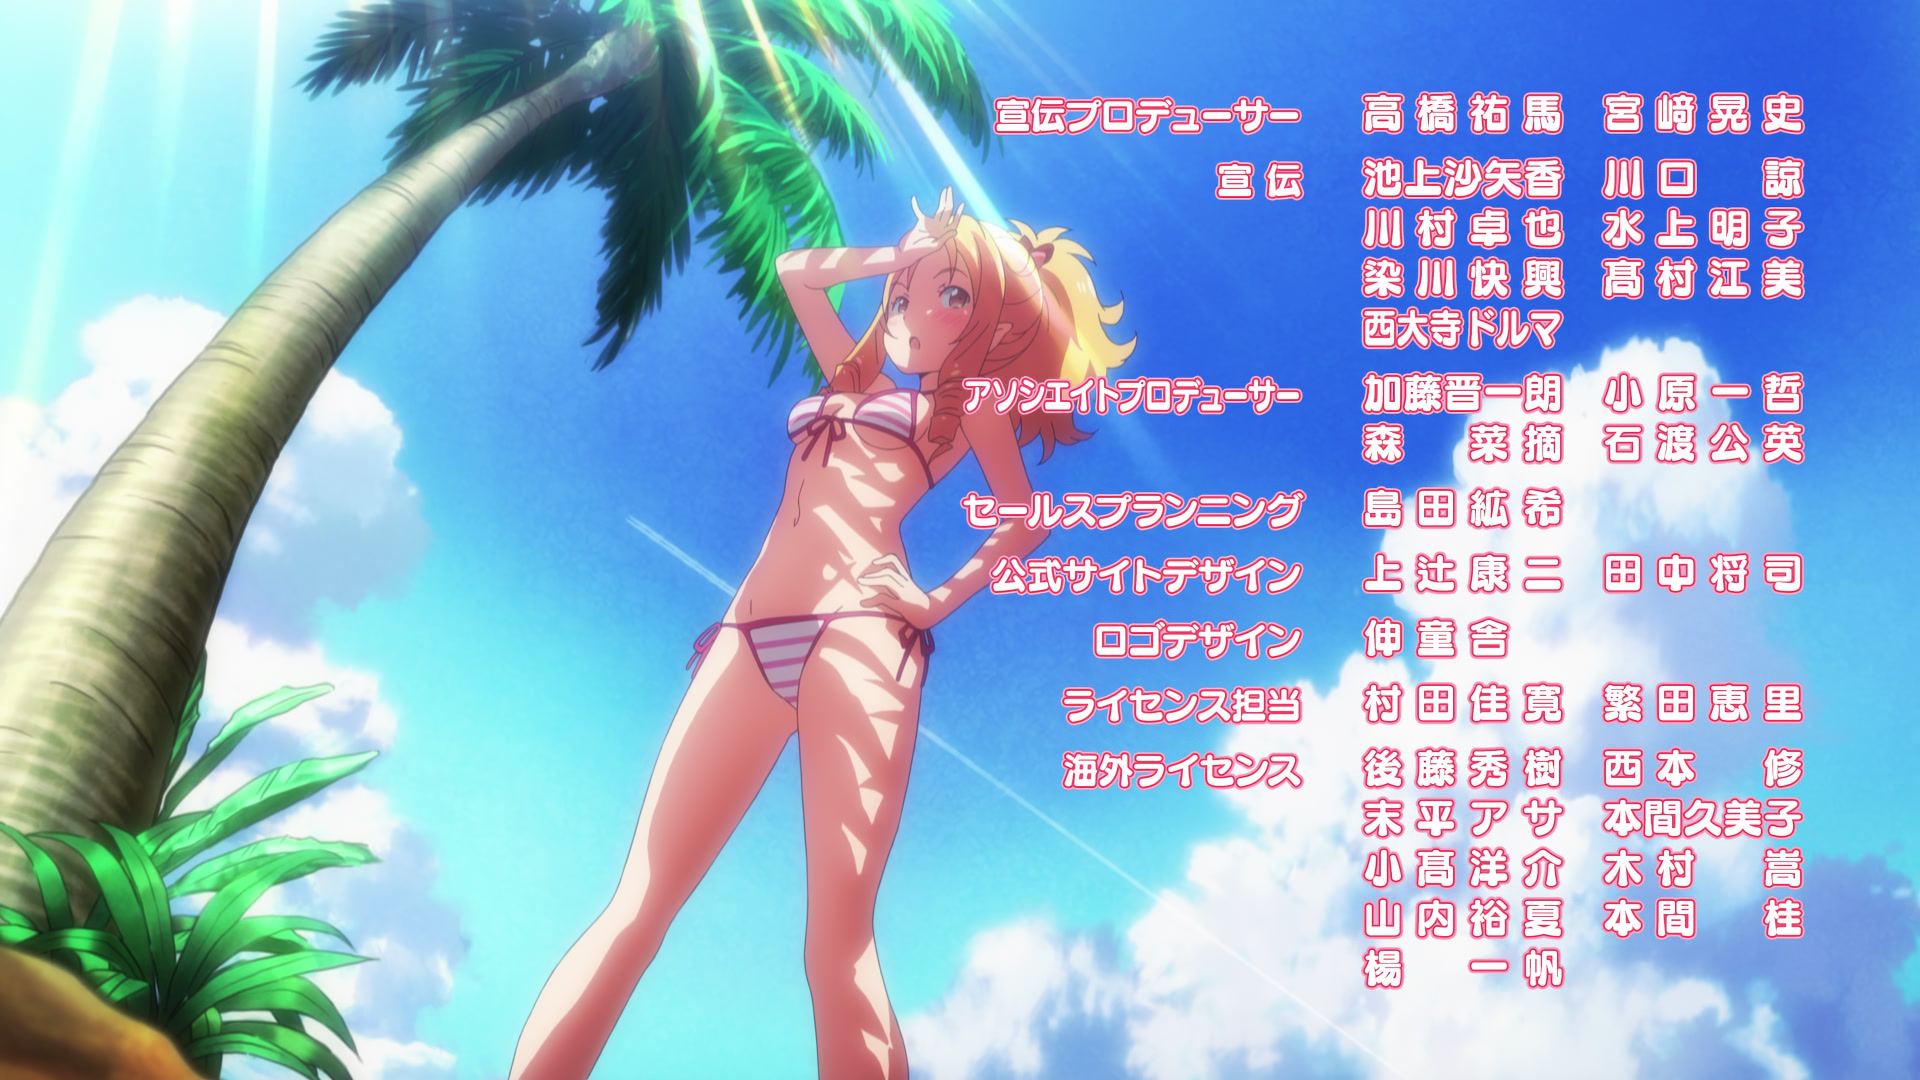 宣伝プロデューサー 高橋祐馬 宮﨑晃史
宣伝 池上沙矢香 川口諒
川村卓也 水上明子
染川快興 髙村江美
西大寺ドルマ
アソシエイトプロデューサー 加藤晋一朗 小原一哲
森菜摘 石渡公英
セールスプランニング 島田紘希
公式サイトデザイン 上辻康二 田中将司
ロゴデザイン 伸童舎
ライセンス担当 村田佳寛 繁田恵里
海外ライセンス 後藤秀樹 西本修
末平アサ 本間久美子
小髙洋介 木村嵩
山内裕夏 本間桂
楊一帆